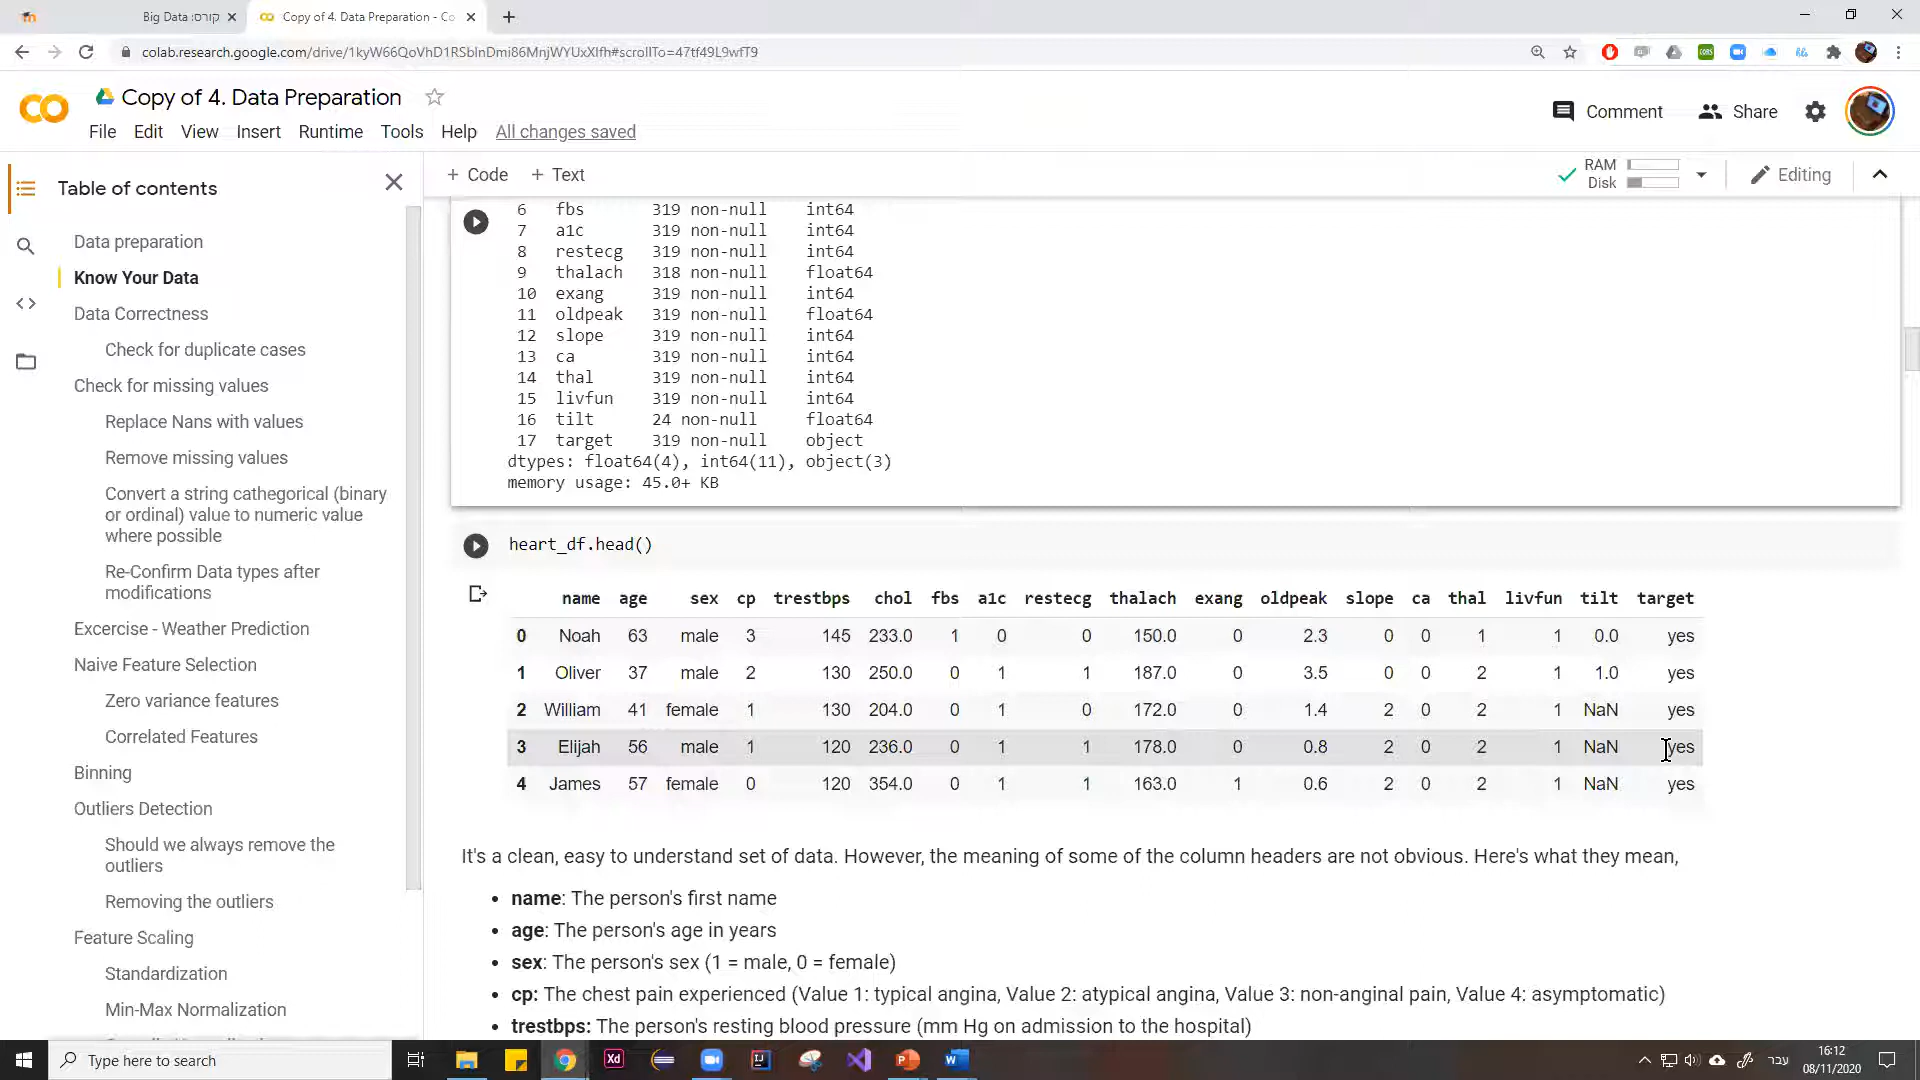 קורס: Big Data
Copy of 4. Data Preparation - Co
colab.research.google.com/drive/1kyW66QoVhD1RSbInDmi86MnjWYUxXIfh#scrollTo=47tf49L9wfT9
Copy of 4. Data Preparation
Comment
Share
File Edit View Insert Runtime Tools Help All changes saved
Table of contents
+ Code + Text
RAM
Disk
Editing
Data preparation
Know Your Data
Data Correctness
Check for duplicate cases
Check for missing values
Replace Nans with values
Remove missing values
Convert a string cathegorical (binary
or ordinal) value to numeric value
where possible
Re-Confirm Data types after
modifications
Excercise - Weather Prediction
Naive Feature Selection
Zero variance features
Correlated Features
Binning
Outliers Detection
Should we always remove the
outliers
Removing the outliers
Feature Scaling
Standardization
Min-Max Normalization
6 fbs 319 non-null int64
7 a1c 319 non-null int64
8 restecg 319 non-null int64
9 thalach 318 non-null float64
10 exang 319 non-null int64
11 oldpeak 319 non-null float64
12 slope 319 non-null int64
13 ca 319 non-null int64
14 thal 319 non-null int64
15 livfun 319 non-null int64
16 tilt 24 non-null float64
17 target 319 non-null object
dtypes: float64(4), int64(11), object(3)
memory usage: 45.0+ KB
heart_df.head()
name age sex cp trestbps chol fbs a1c restecg thalach exang oldpeak slope ca thal livfun tilt target
0 Noah 63 male 3 145 233.0 1 0 0 150.0 0 2.3 0 0 1 1 0.0 yes
1 Oliver 37 male 2 130 250.0 0 1 1 187.0 0 3.5 0 0 2 1 1.0 yes
2 William 41 female 1 130 204.0 0 1 0 172.0 0 1.4 2 0 2 1 NaN yes
3 Elijah 56 male 1 120 236.0 0 1 1 178.0 0 0.8 2 0 2 1 NaN yes
4 James 57 female 0 120 354.0 0 1 1 163.0 1 0.6 2 0 2 1 NaN yes
It's a clean, easy to understand set of data. However, the meaning of some of the column headers are not obvious. Here's what they mean,
• name: The person's first name
• age: The person's age in years
• sex: The person's sex (1 = male, 0 = female)
• cp: The chest pain experienced (Value 1: typical angina, Value 2: atypical angina, Value 3: non-anginal pain, Value 4: asymptomatic)
• trestbps: The person's resting blood pressure (mm Hg on admission to the hospital)
Type here to search
עבר
16:12
08/11/2020